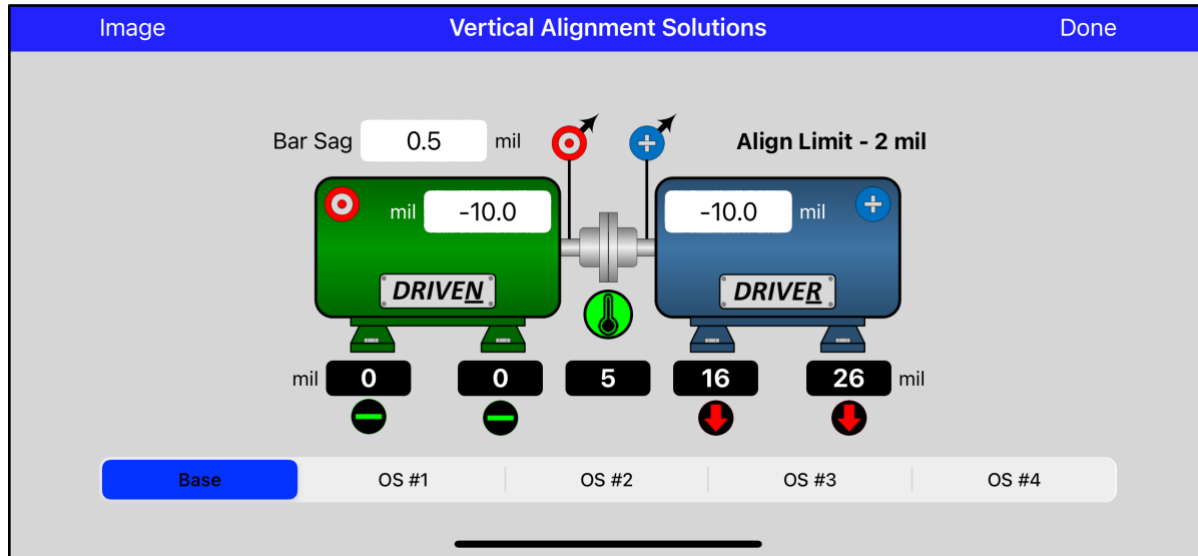 Image Vertical Alignment Solutions Done
Bar Sag 0.5 mil Align Limit - 2 mil
mil -10.0 -10.0 mil
DRIVEN DRIVER
mil 0 0 5 16 26 mil
Base OS #1 OS #2 OS #3 OS #4